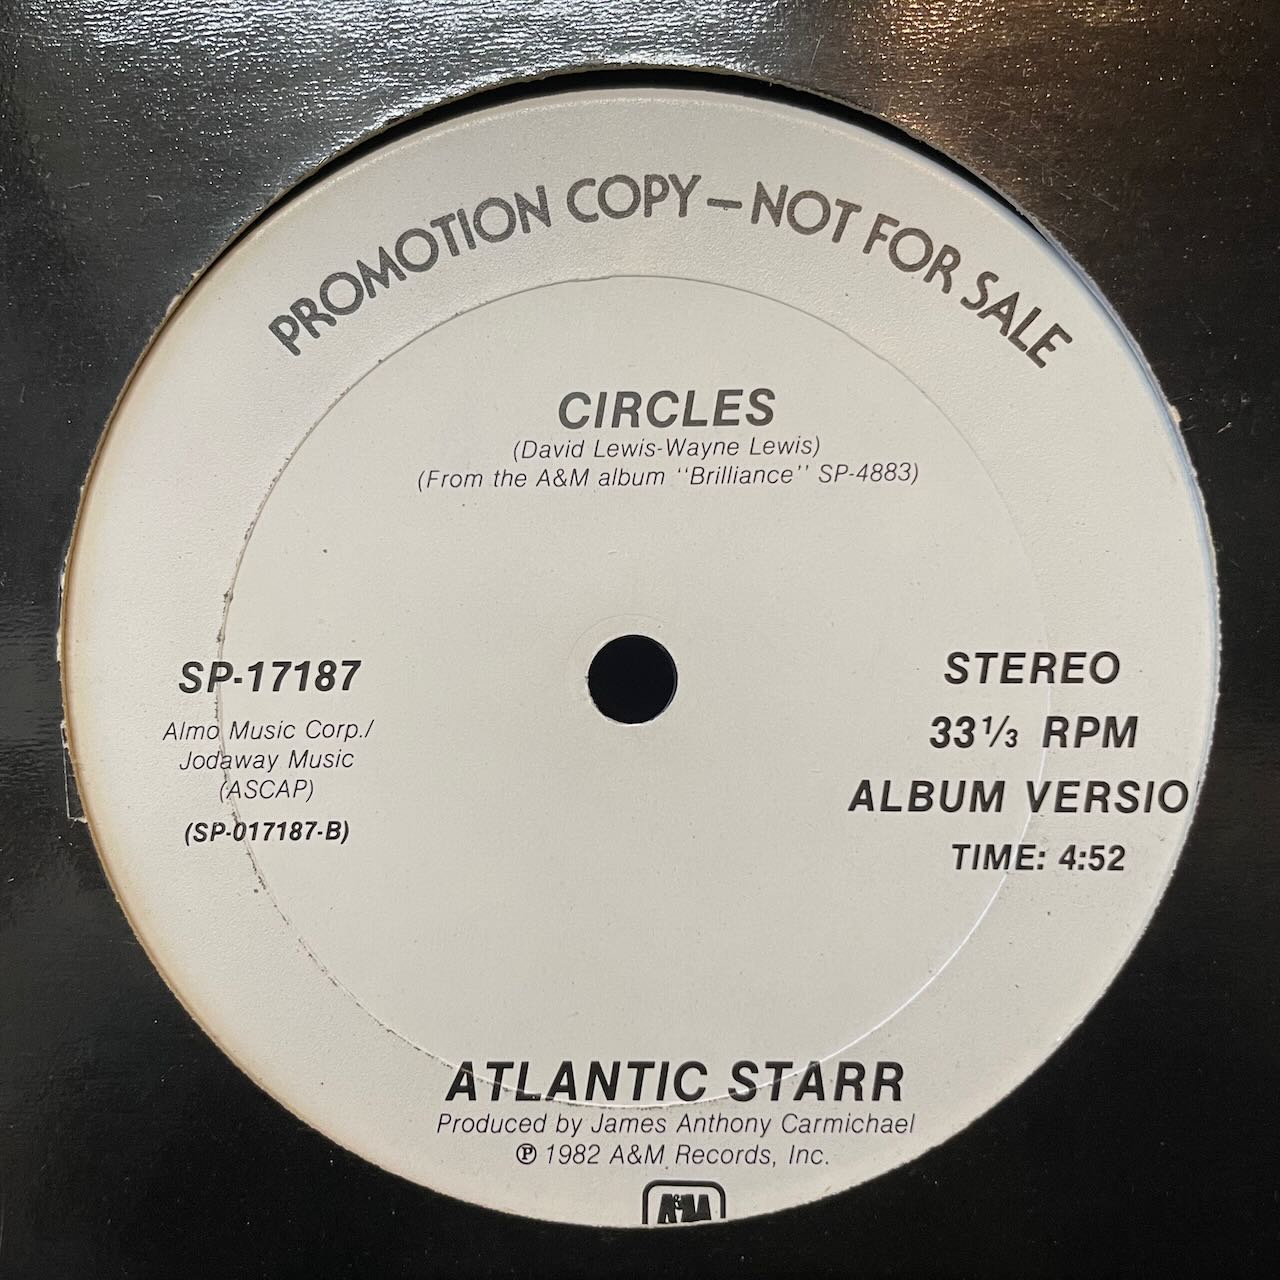 PROMOTION COPY—NOT FOR SALE
CIRCLES
(David Lewis-Wayne Lewis)
(From the A&M album "Brilliance" SP-4883)
SP-17187
Almo Music Corp./
Jodaway Music
(ASCAP)
(SP-017187-B)
STEREO
33⅓ RPM
ALBUM VERSIO
TIME: 4:52
ATLANTIC STARR
Produced by James Anthony Carmichael
℗ 1982 A&M Records, Inc.
A&M